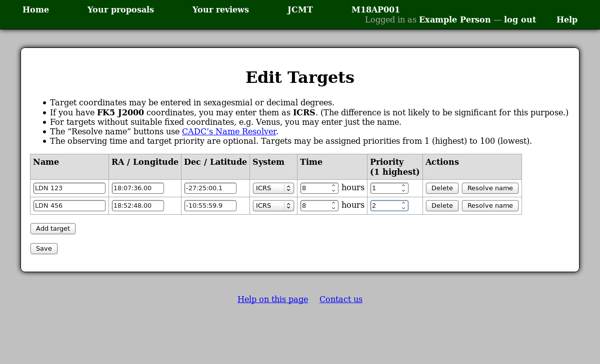 Home Your proposals Your reviews JCMT M18AP001
Logged in as Example Person — log out Help
Edit Targets
• Target coordinates may be entered in sexagesmial or decimal degrees.
• If you have FK5 J2000 coordinates, you may enter them as ICRS. (The difference is not likely to be significant for this purpose.)
• For targets without suitable fixed coordinates, e.g. Venus, you may enter just the name.
• The “Resolve name” buttons use CADC’s Name Resolver.
• The observing time and target priority are optional. Targets may be assigned priorities from 1 (highest) to 100 (lowest).
Name RA / Longitude Dec / Latitude System Time Priority Actions
(1 highest)
LDN 123 18:07:36.00 -27:25:00.1 ICRS 8 hours 1 Delete Resolve name
LDN 456 18:52:48.00 -10:55:59.9 ICRS 8 hours 2 Delete Resolve name
Add target
Save
Help on this page Contact us